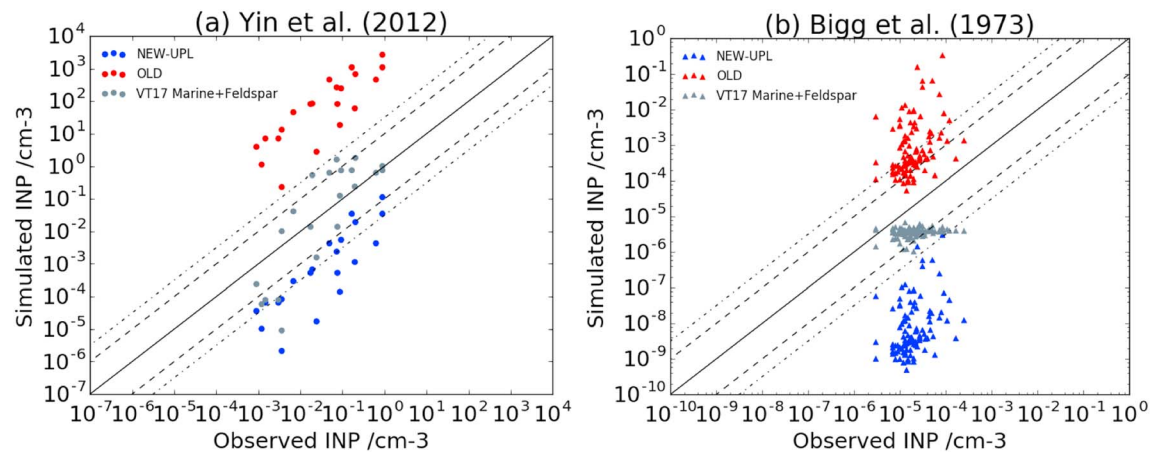 (a) Yin et al. (2012)
NEW-UPL
OLD
VT17 Marine+Feldspar
Simulated INP /cm-3
10^4
10^3
10^2
10^1
10^0
10^-1
10^-2
10^-3
10^-4
10^-5
10^-6
10^-7
10^-7 10^-6 10^-5 10^-4 10^-3 10^-2 10^-1 10^0 10^1 10^2 10^3 10^4
Observed INP /cm-3
(b) Bigg et al. (1973)
NEW-UPL
OLD
VT17 Marine+Feldspar
Simulated INP /cm-3
10^0
10^-1
10^-2
10^-3
10^-4
10^-5
10^-6
10^-7
10^-8
10^-9
10^-10
10^-10 10^-9 10^-8 10^-7 10^-6 10^-5 10^-4 10^-3 10^-2 10^-1 10^0
Observed INP /cm-3